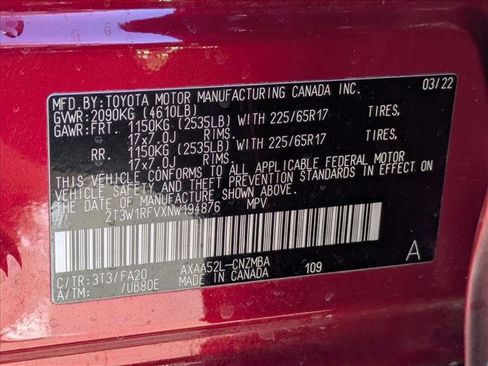 MFD.BY:TOYOTA MOTOR MANUFACTURING CANADA INC. 03/22
GVWR:2090KG (4610LB)
GAWR:FRT. 1150KG (2535LB) WITH 225/65R17 TIRES,
17x7.0J RIMS.
RR. 1150KG (2535LB) WITH 225/65R17 TIRES,
17x7.0J RIMS.
THIS VEHICLE CONFORMS TO ALL APPLICABLE FEDERAL MOTOR
VEHICLE SAFETY AND THEFT PREVENTION STANDARDS IN EFFECT ON
THE DATE OF MANUFACTURE SHOWN ABOVE.
2T3W1RFVXNW194876 MPV A
C/TR:3T3/FA20 AXAA52L-CNZMBA
A/TM: /UB80E MADE IN CANADA 109